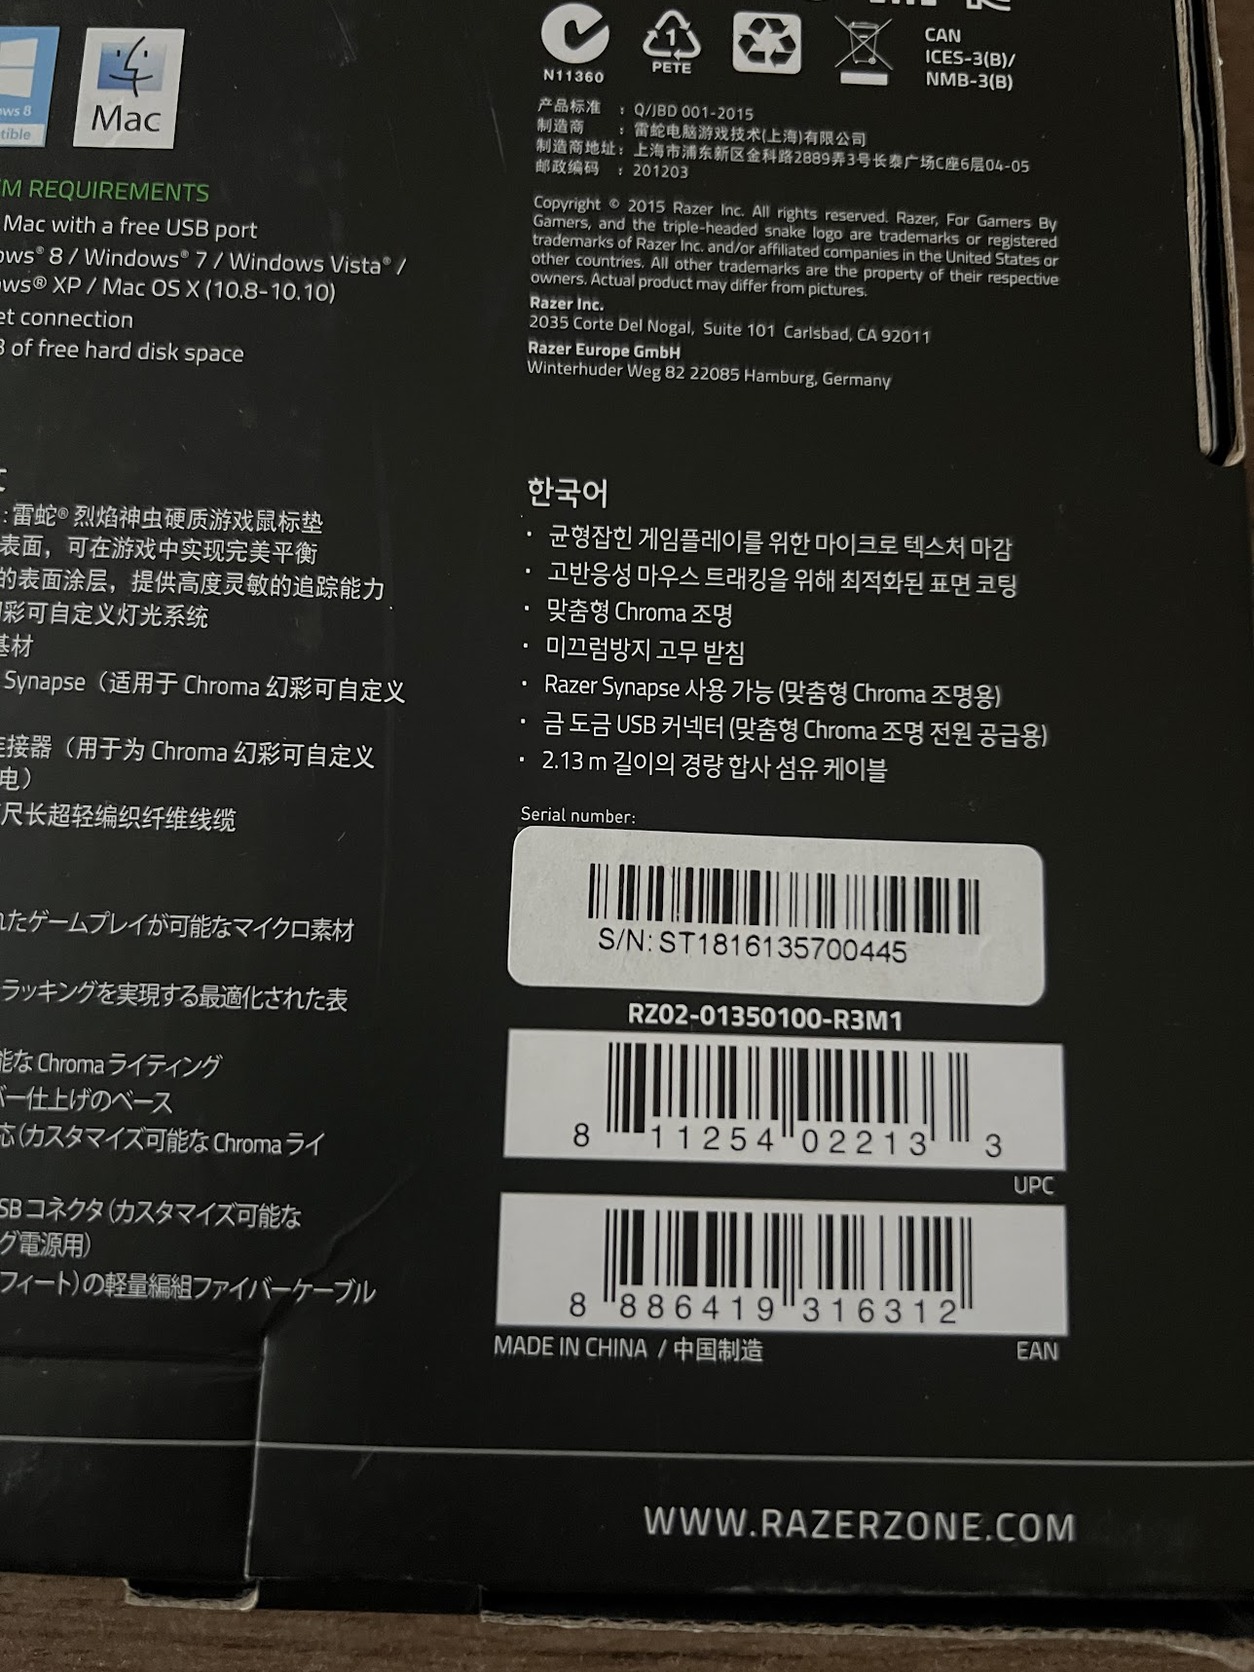 Mac
N11360
1
PETE
CAN
ICES-3(B)/
NMB-3(B)
产品标准 : Q/JBD 001-2015
制造商 : 雷蛇电脑游戏技术(上海)有限公司
制造商地址: 上海市浦东新区金科路2889弄3号长泰广场C座6层04-05
邮政编码 : 201203
REQUIREMENTS
Mac with a free USB port
8 / Windows® 7 / Windows Vista® /
XP / Mac OS X (10.8-10.10)
connection
of free hard disk space
Copyright © 2015 Razer Inc. All rights reserved. Razer, For Gamers By
Gamers, and the triple-headed snake logo are trademarks or registered
trademarks of Razer Inc. and/or affiliated companies in the United States or
other countries. All other trademarks are the property of their respective
owners. Actual product may differ from pictures.
Razer Inc.
2035 Corte Del Nogal, Suite 101 Carlsbad, CA 92011
Razer Europe GmbH
Winterhuder Weg 82 22085 Hamburg, Germany
: 雷蛇® 烈焰神虫硬质游戏鼠标垫
表面，可在游戏中实现完美平衡
的表面涂层，提供高度灵敏的追踪能力
彩可自定义灯光系统
基材
Synapse（适用于 Chroma 幻彩可自定义
连接器（用于为 Chroma 幻彩可自定义
电）
尺长超轻编织纤维线缆
れたゲームプレイが可能なマイクロ素材
ラッキングを実現する最適化された表
能な Chroma ライティング
バー仕上げのベース
応(カスタマイズ可能な Chroma ライ
SB コネクタ(カスタマイズ可能な
グ電源用)
フィート)の軽量編組ファイバーケーブル
한국어
· 균형잡힌 게임플레이를 위한 마이크로 텍스처 마감
· 고반응성 마우스 트래킹을 위해 최적화된 표면 코팅
· 맞춤형 Chroma 조명
· 미끄럼방지 고무 받침
· Razer Synapse 사용 가능 (맞춤형 Chroma 조명용)
· 금 도금 USB 커넥터 (맞춤형 Chroma 조명 전원 공급용)
· 2.13 m 길이의 경량 합사 섬유 케이블
Serial number:
S/N: ST1816135700445
RZ02-01350100-R3M1
8 11254 02213 3
UPC
8 886419 316312
MADE IN CHINA / 中国制造
EAN
WWW.RAZERZONE.COM